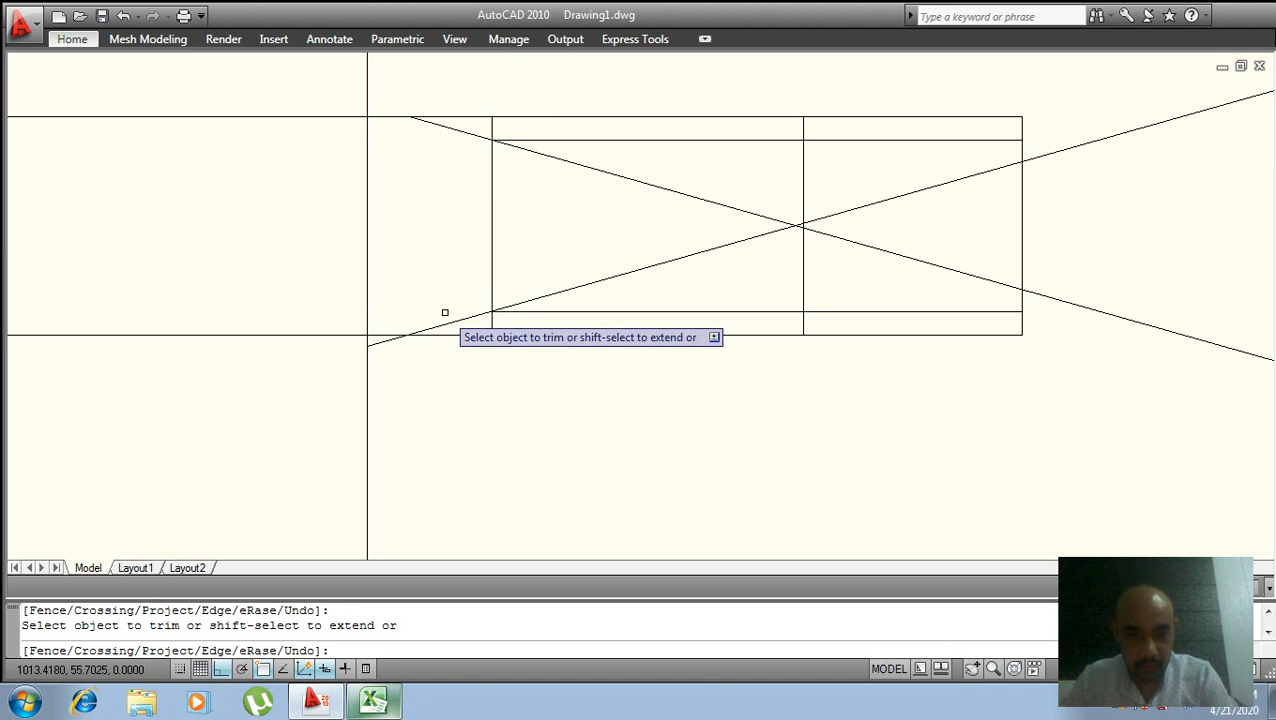 AutoCAD 2010 Drawing1.dwg
Type a keyword or phrase
Home Mesh Modeling Render Insert Annotate Parametric View Manage Output Express Tools
Select object to trim or shift-select to extend or
Model Layout1 Layout2
[Fence/Crossing/Project/Edge/eRase/Undo]:
Select object to trim or shift-select to extend or
[Fence/Crossing/Project/Edge/eRase/Undo]:
1013.4180, 55.7025, 0.0000
MODEL
4/21/2020